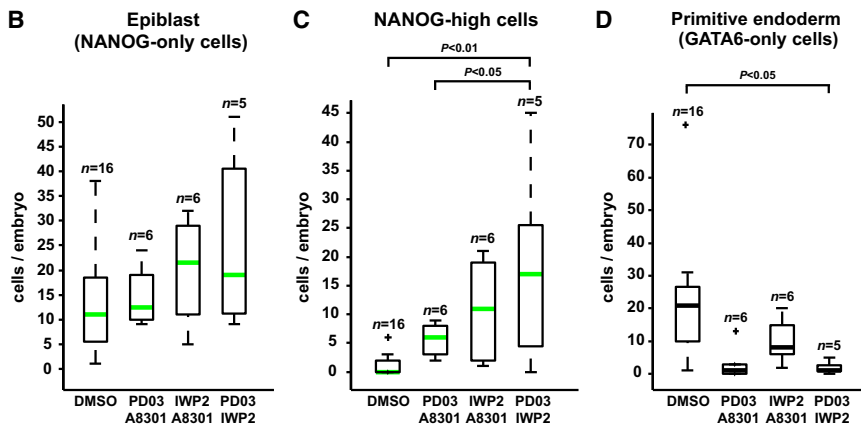 B
Epiblast
(NANOG-only cells)
cells / embryo
50
45
40
35
30
25
20
15
10
5
0
n=16
n=6
n=6
n=5
DMSO
PD03
A8301
IWP2
A8301
PD03
IWP2
C
NANOG-high cells
P<0.01
P<0.05
cells / embryo
45
40
35
30
25
20
15
10
5
0
n=16
n=6
n=6
n=5
DMSO
PD03
A8301
IWP2
A8301
PD03
IWP2
D
Primitive endoderm
(GATA6-only cells)
P<0.05
cells / embryo
70
60
50
40
30
20
10
0
n=16
n=6
n=6
n=5
DMSO
PD03
A8301
IWP2
A8301
PD03
IWP2